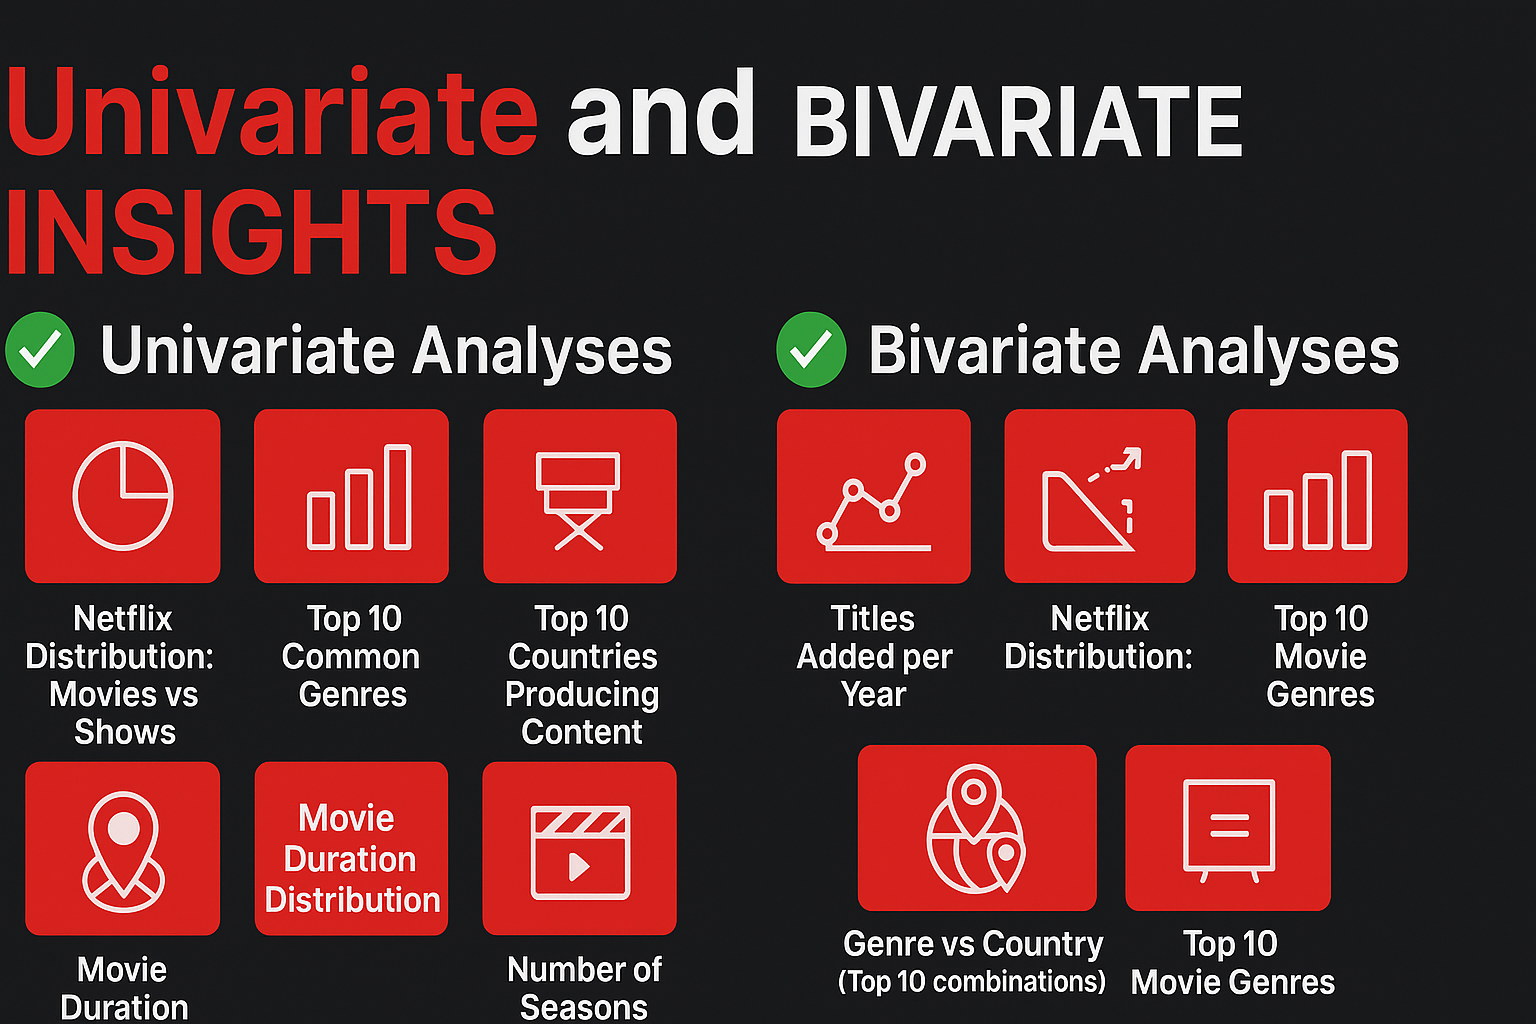 Univariate and BIVARIATE
INSIGHTS
Univariate Analyses
Netflix
Distribution:
Movies vs
Shows
Top 10
Common
Genres
Top 10
Countries
Producing
Content
Movie
Duration
Movie
Duration
Distribution
Number of
Seasons
Bivariate Analyses
Titles
Added per
Year
Netflix
Distribution:
Top 10
Movie
Genres
Genre vs Country
(Top 10 combinations)
Top 10
Movie Genres